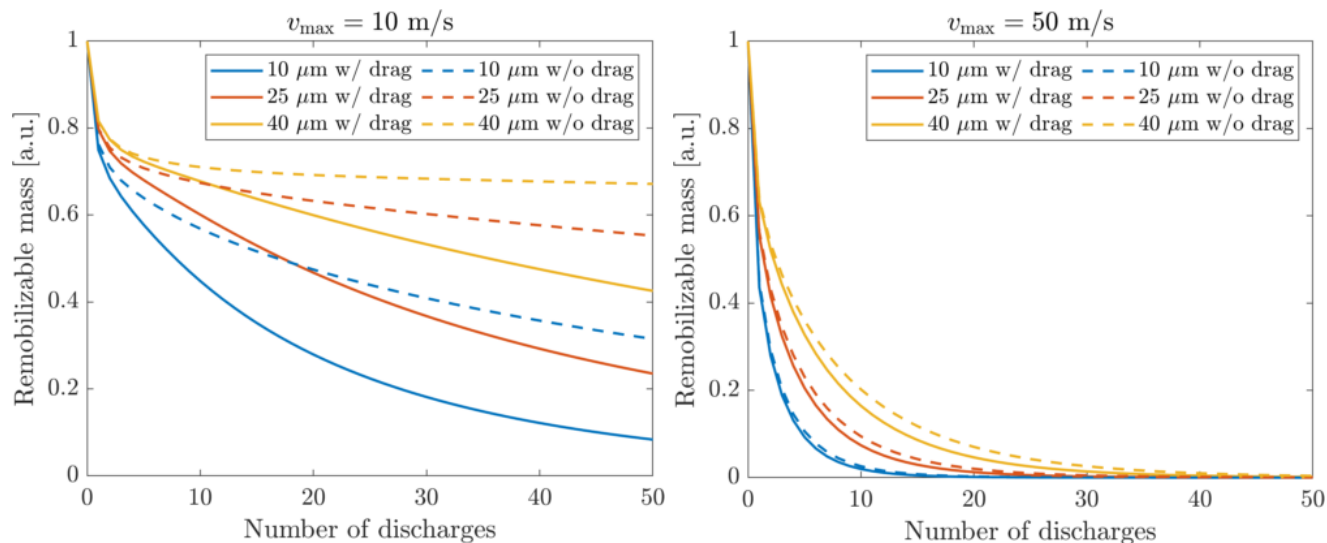 v_max = 10 m/s
1
0.8
0.6
0.4
0.2
0
0 10 20 30 40 50
Remobilizable mass [a.u.]
Number of discharges
10 μm w/ drag 10 μm w/o drag
25 μm w/ drag 25 μm w/o drag
40 μm w/ drag 40 μm w/o drag
v_max = 50 m/s
1
0.8
0.6
0.4
0.2
0
0 10 20 30 40 50
Remobilizable mass [a.u.]
Number of discharges
10 μm w/ drag 10 μm w/o drag
25 μm w/ drag 25 μm w/o drag
40 μm w/ drag 40 μm w/o drag